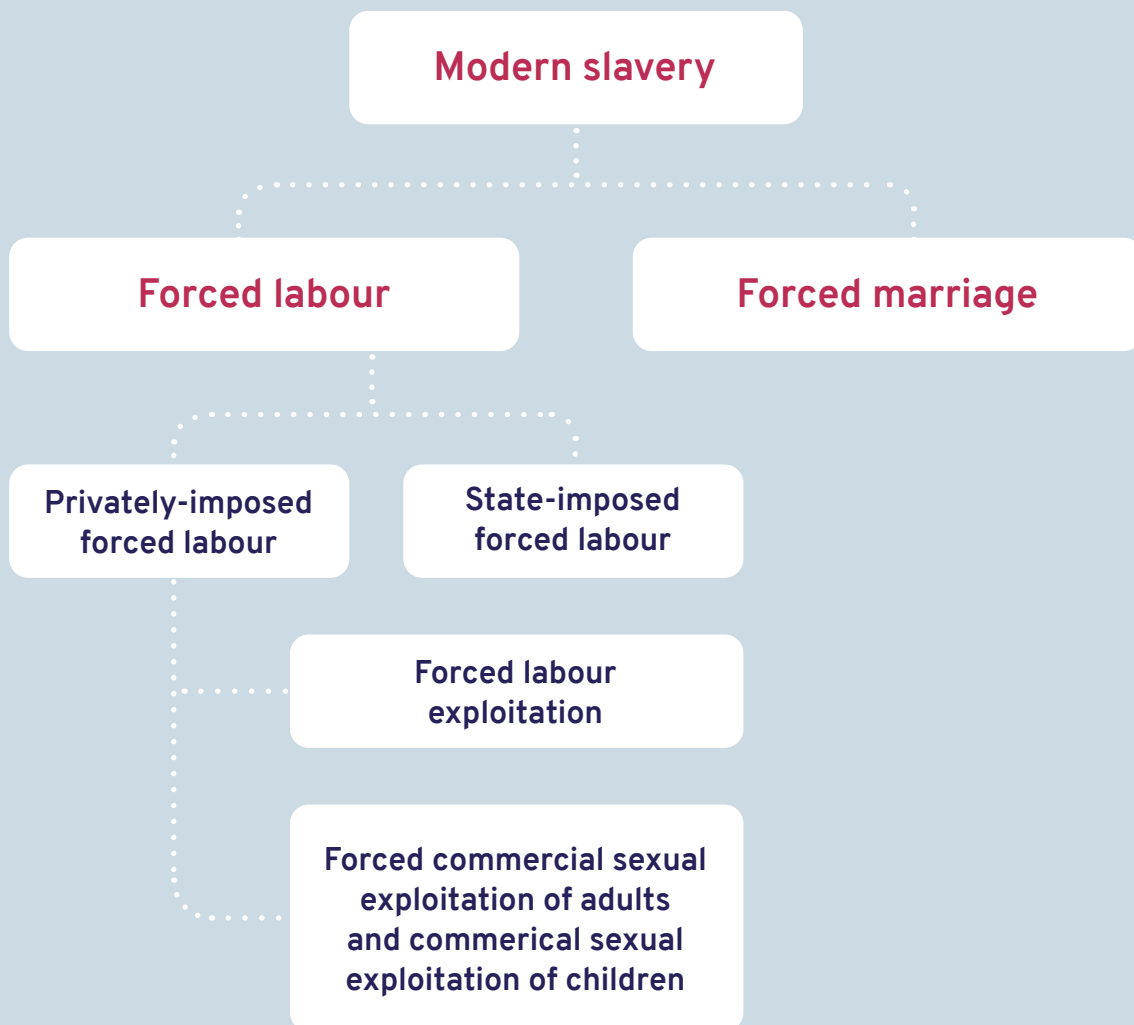 Modern slavery
Forced labour
Forced marriage
Privately-imposed
forced labour
State-imposed
forced labour
Forced labour
exploitation
Forced commercial sexual
exploitation of adults
and commerical sexual
exploitation of children